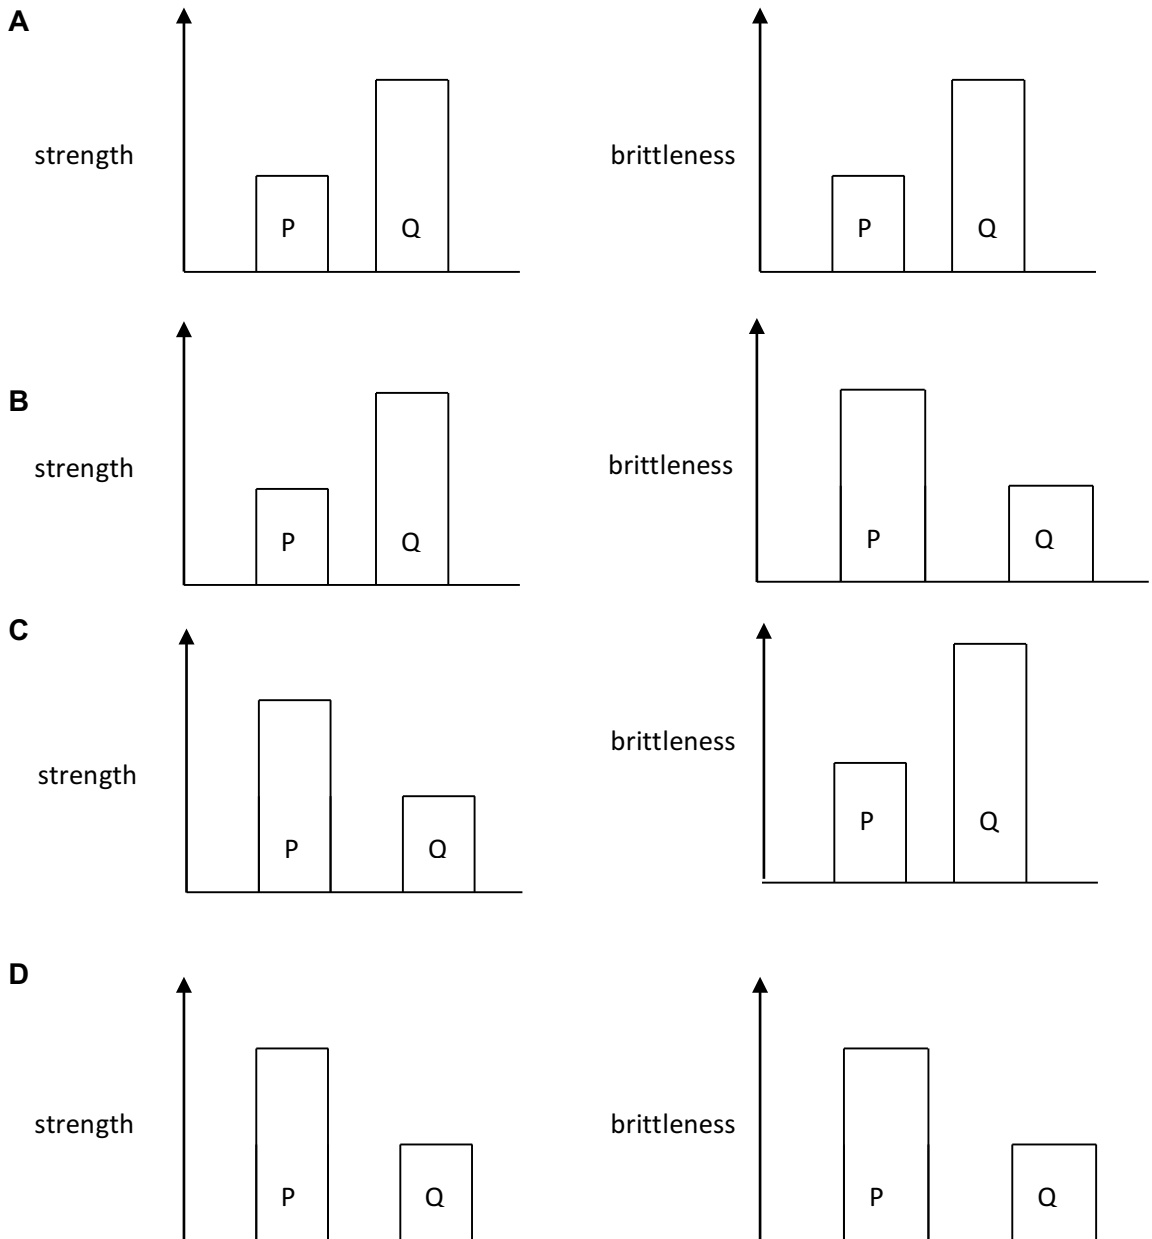 A
strength
P Q
brittleness
P Q
B
strength
P Q
brittleness
P Q
C
strength
P Q
brittleness
P Q
D
strength
P Q
brittleness
P Q